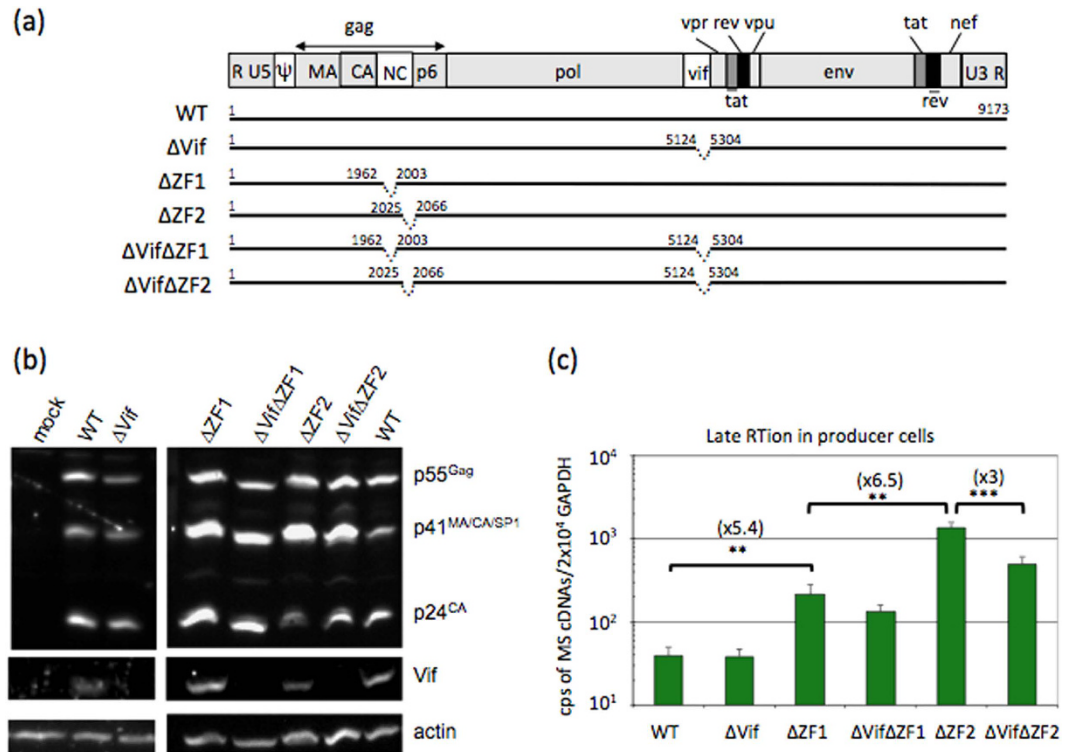 (a)
gag
vpr rev vpu
tat
nef
R U5 ψ MA CA NC p6 pol vif env U3 R
tat
rev
WT 1 9173
ΔVif 1 5124 5304
ΔZF1 1 1962 2003
ΔZF2 1 2025 2066
ΔVifΔZF1 1 1962 2003 5124 5304
ΔVifΔZF2 1 2025 2066 5124 5304
(b)
mock WT ΔVif ΔZF1 ΔVifΔZF1 ΔZF2 ΔVifΔZF2 WT
p55Gag
p41MA/CA/SP1
p24CA
Vif
actin
(c)
Late RTion in producer cells
cps of MS cDNAs/2x10⁴ GAPDH
10⁴
10³
10²
10¹
(x5.4)
**
(x6.5)
**
(x3)
***
WT ΔVif ΔZF1 ΔVifΔZF1 ΔZF2 ΔVifΔZF2